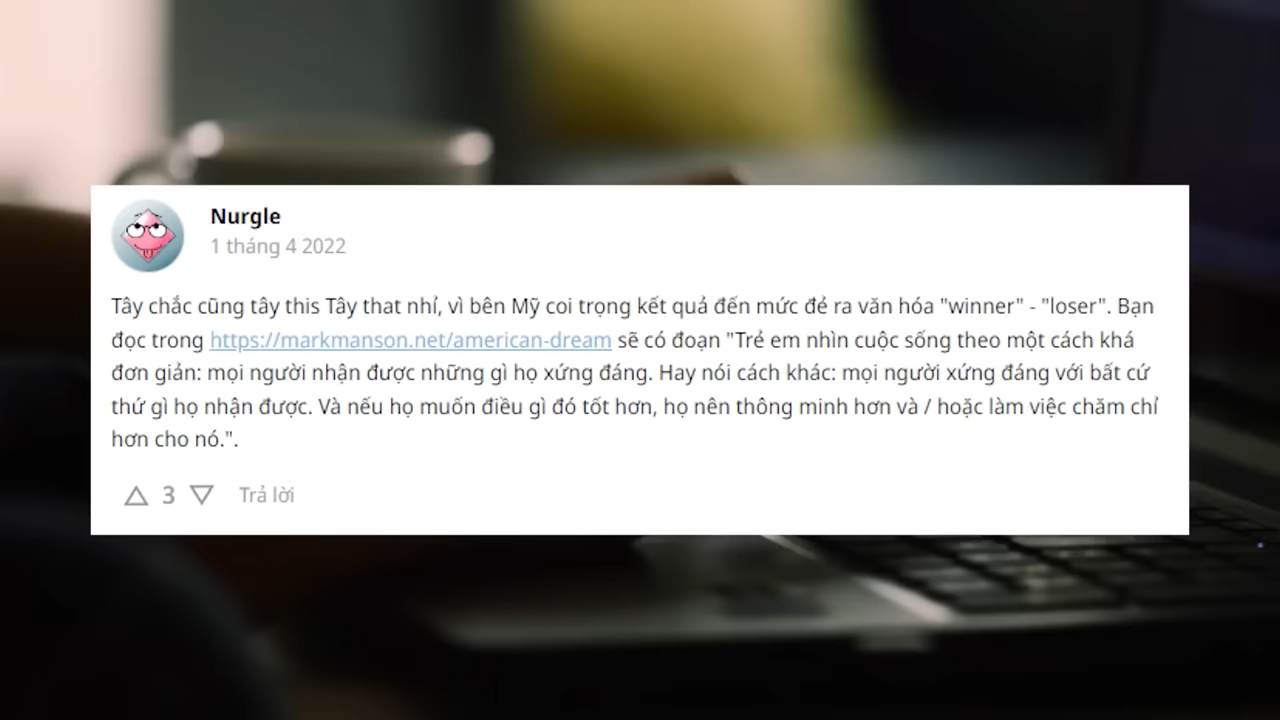 Nurgle
1 tháng 4 2022
Tây chắc cũng tây this Tây that nhỉ, vì bên Mỹ coi trọng kết quả đến mức đẻ ra văn hóa "winner" - "loser". Bạn
đọc trong https://markmanson.net/american-dream sẽ có đoạn "Trẻ em nhìn cuộc sống theo một cách khá
đơn giản: mọi người nhận được những gì họ xứng đáng. Hay nói cách khác: mọi người xứng đáng với bất cứ
thứ gì họ nhận được. Và nếu họ muốn điều gì đó tốt hơn, họ nên thông minh hơn và / hoặc làm việc chăm chỉ
hơn cho nó.".
3 Trả lời